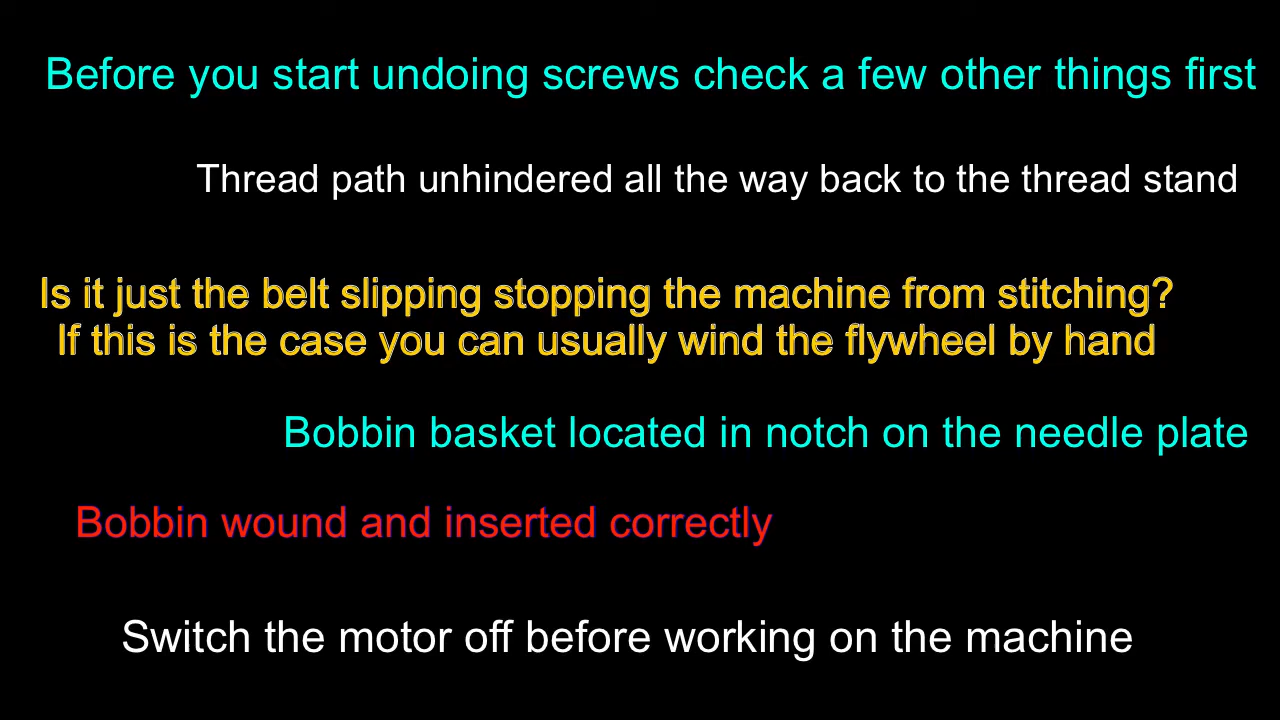 Before you start undoing screws check a few other things first
Thread path unhindered all the way back to the thread stand
Is it just the belt slipping stopping the machine from stitching?
If this is the case you can usually wind the flywheel by hand
Bobbin basket located in notch on the needle plate
Bobbin wound and inserted correctly
Switch the motor off before working on the machine